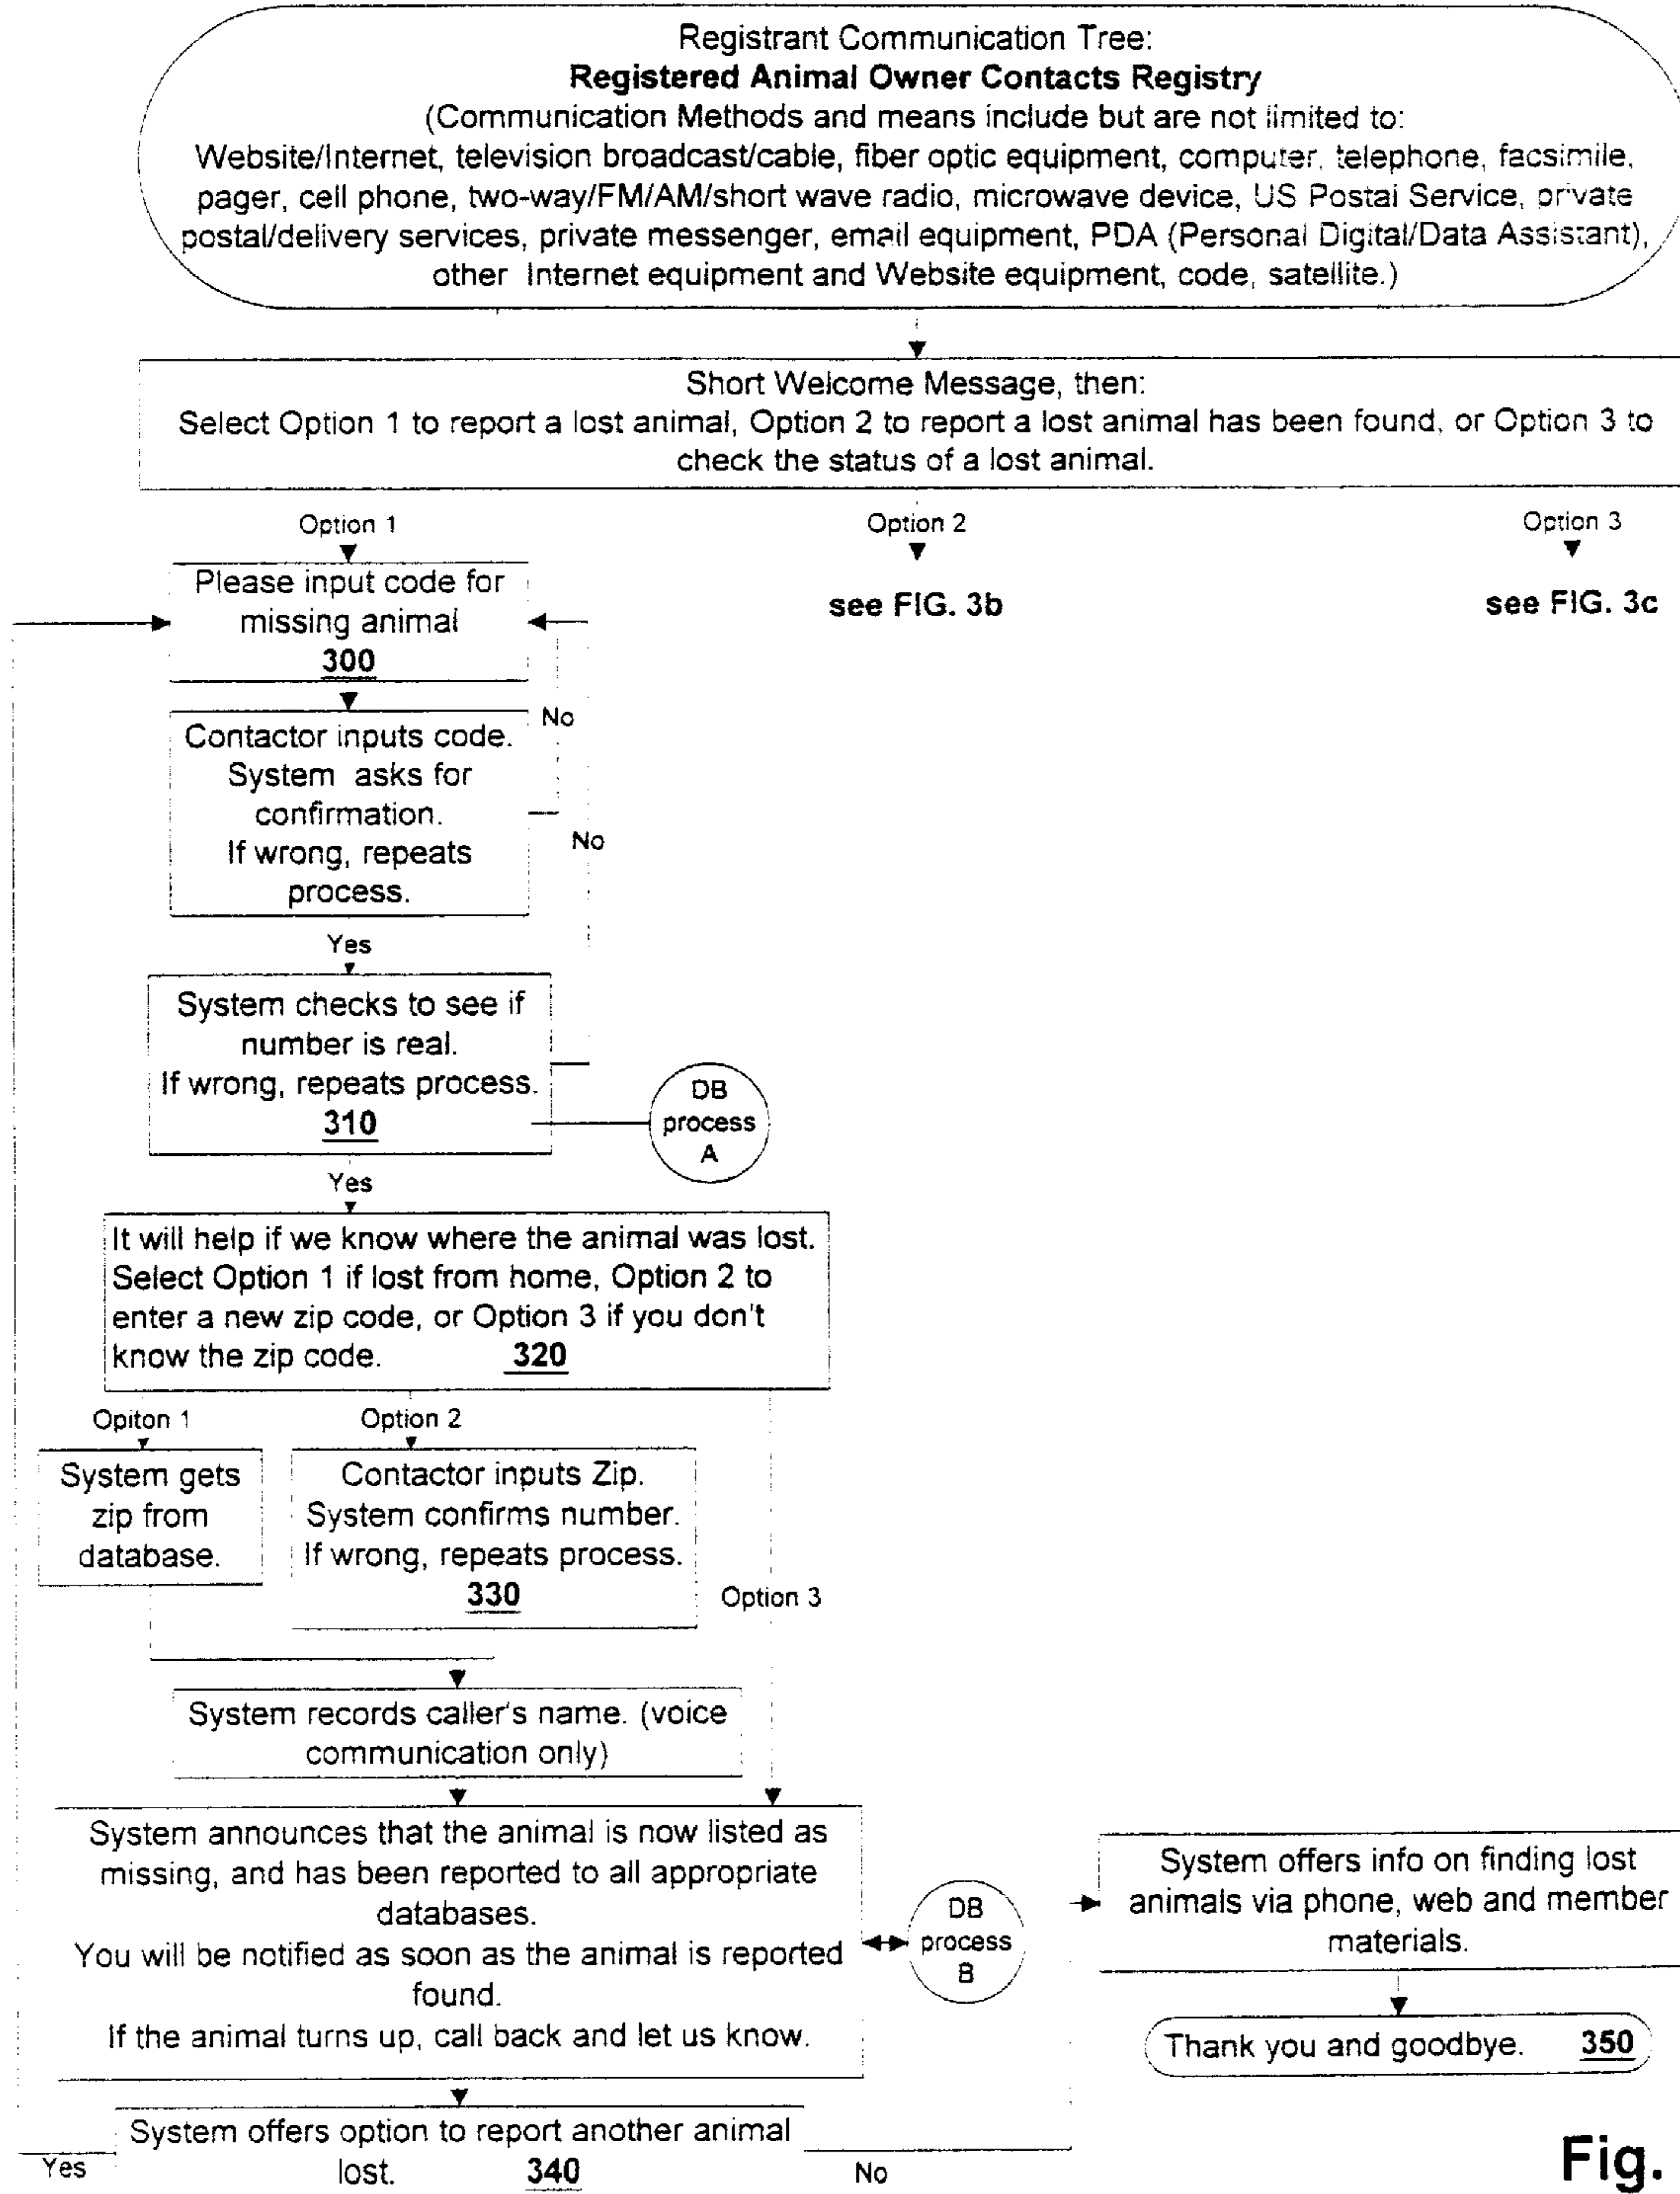 Registrant Communication Tree:
Registered Animal Owner Contacts Registry
(Communication Methods and means include but are not limited to:
Website/Internet, television broadcast/cable, fiber optic equipment, computer, telephone, facsimile,
pager, cell phone, two-way/FM/AM/short wave radio, microwave device, US Postal Service, private
postal/delivery services, private messenger, email equipment, PDA (Personal Digital/Data Assistant),
other Internet equipment and Website equipment, code, satellite.)
Short Welcome Message, then:
Select Option 1 to report a lost animal, Option 2 to report a lost animal has been found, or Option 3 to
check the status of a lost animal.
Option 1
Option 2
Option 3
Please input code for
missing animal
300
see FIG. 3b
see FIG. 3c
No
Contactor inputs code.
System asks for
confirmation.
If wrong, repeats
process.
No
Yes
System checks to see if
number is real.
If wrong, repeats process.
310
DB
process
A
Yes
It will help if we know where the animal was lost.
Select Option 1 if lost from home, Option 2 to
enter a new zip code, or Option 3 if you don't
know the zip code. 320
Opiton 1
Option 2
System gets
zip from
database.
Contactor inputs Zip.
System confirms number.
If wrong, repeats process.
330
Option 3
System records caller's name. (voice
communication only)
System announces that the animal is now listed as
missing, and has been reported to all appropriate
databases.
You will be notified as soon as the animal is reported
found.
If the animal turns up, call back and let us know.
DB
process
B
System offers info on finding lost
animals via phone, web and member
materials.
Thank you and goodbye. 350
System offers option to report another animal
lost. 340
Yes
No
Fig.